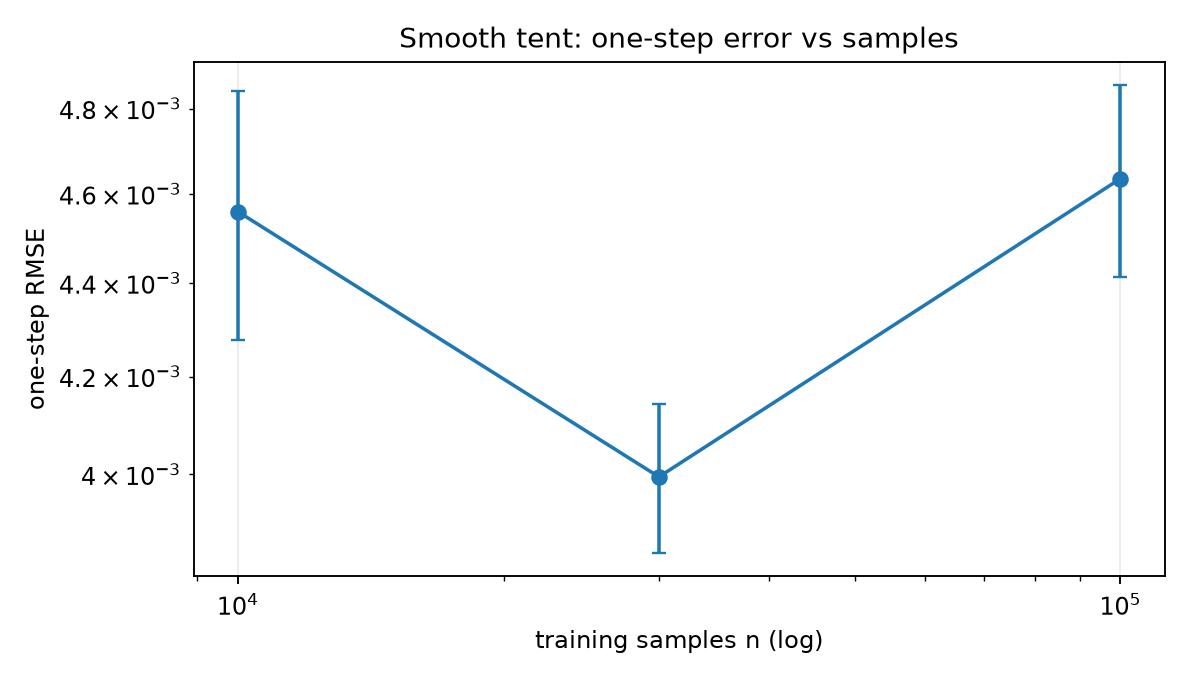 Smooth tent: one-step error vs samples
4.8 × 10⁻³
4.6 × 10⁻³
4.4 × 10⁻³
4.2 × 10⁻³
4 × 10⁻³
one-step RMSE
10⁴
10⁵
training samples n (log)